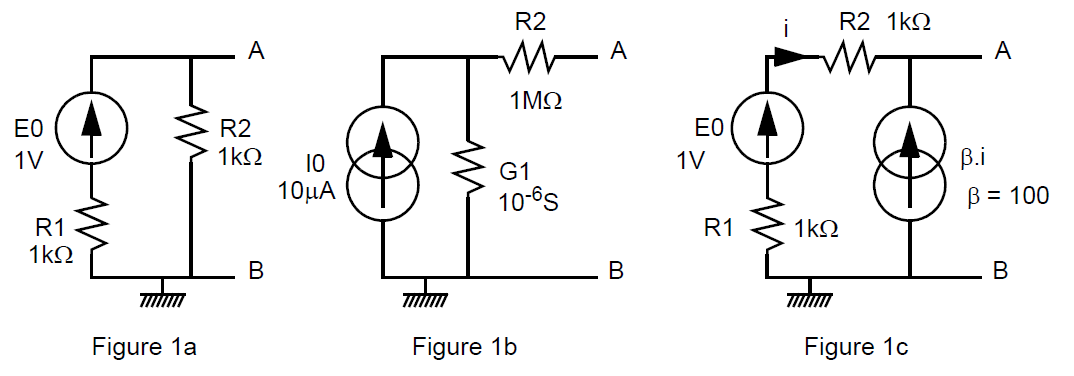 A
E0
1V
R2
1kΩ
R1
1kΩ
B
Figure 1a
R2
A
1MΩ
I0
10µA
G1
10⁻⁶S
B
Figure 1b
i
R2 1kΩ
A
E0
1V
β.i
β = 100
R1
1kΩ
B
Figure 1c